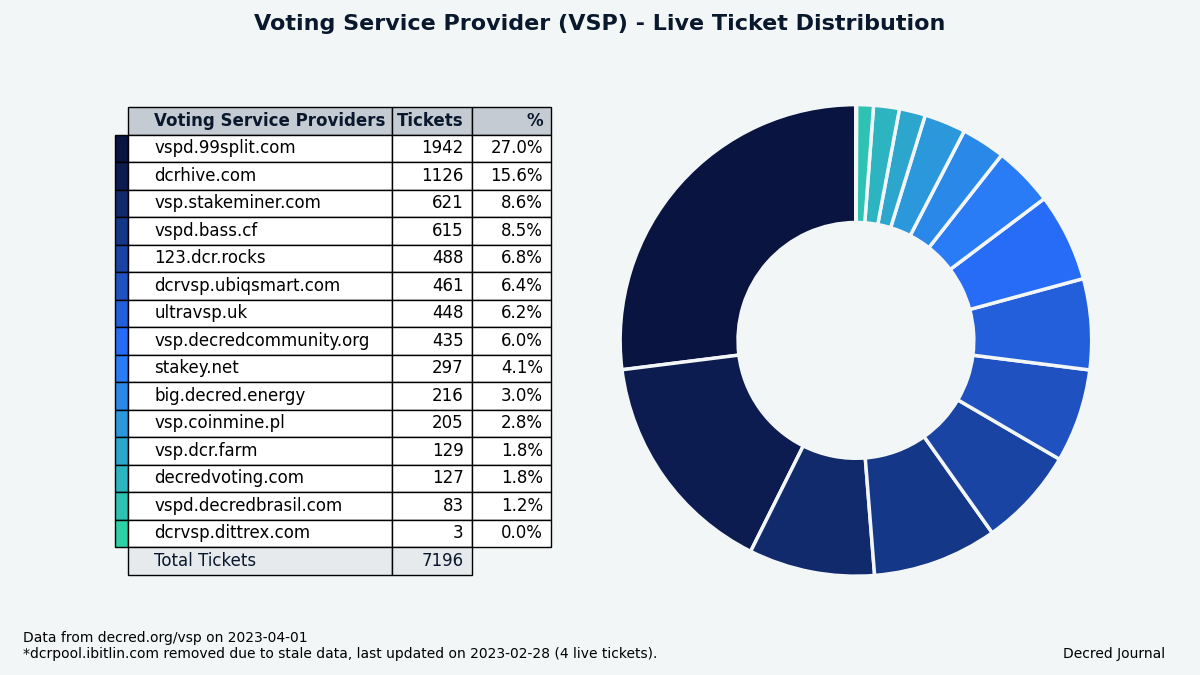 Voting Service Provider (VSP) - Live Ticket Distribution
Voting Service Providers Tickets %
vspd.99split.com 1942 27.0%
dcrhive.com 1126 15.6%
vsp.stakeminer.com 621 8.6%
vspd.bass.cf 615 8.5%
123.dcr.rocks 488 6.8%
dcrvsp.ubiqsmart.com 461 6.4%
ultravsp.uk 448 6.2%
vsp.decredcommunity.org 435 6.0%
stakey.net 297 4.1%
big.decred.energy 216 3.0%
vsp.coinmine.pl 205 2.8%
vsp.dcr.farm 129 1.8%
decredvoting.com 127 1.8%
vspd.decredbrasil.com 83 1.2%
dcrvsp.dittrex.com 3 0.0%
Total Tickets 7196
Data from decred.org/vsp on 2023-04-01
*dcrpool.ibitlin.com removed due to stale data, last updated on 2023-02-28 (4 live tickets).
Decred Journal